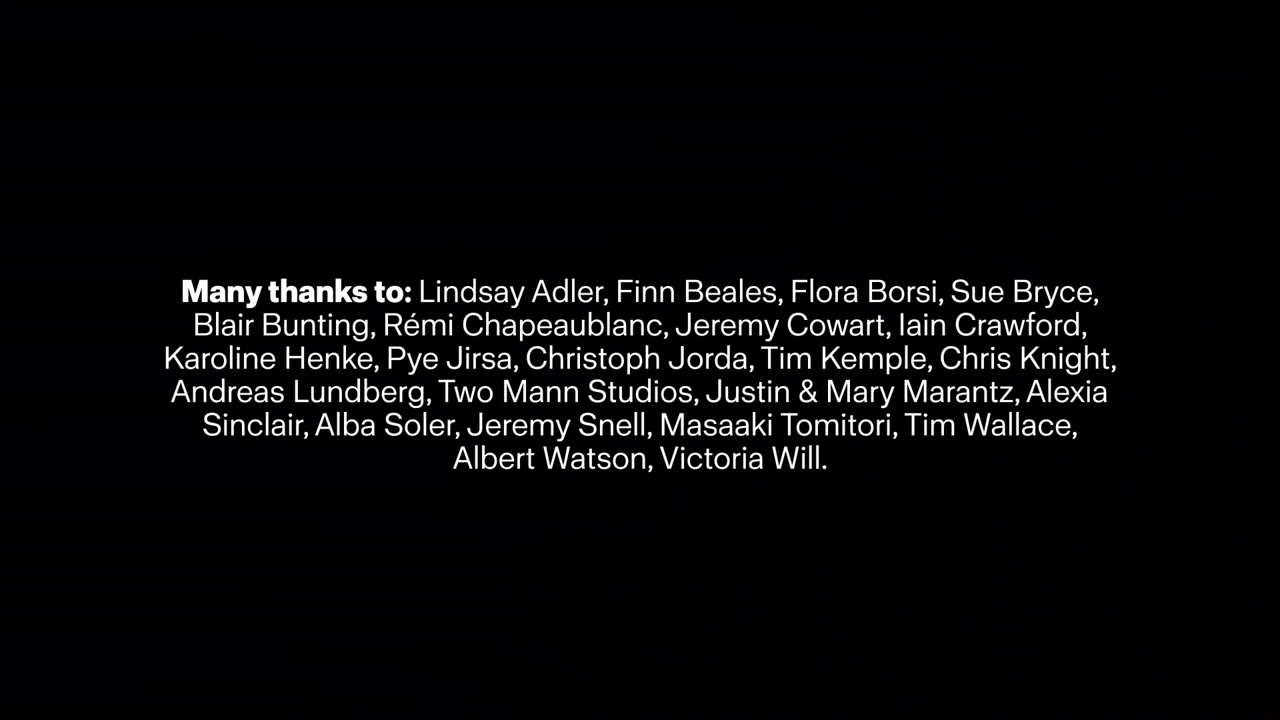 Many thanks to: Lindsay Adler, Finn Beales, Flora Borsi, Sue Bryce,
Blair Bunting, Rémi Chapeaublanc, Jeremy Cowart, Iain Crawford,
Karoline Henke, Pye Jirsa, Christoph Jorda, Tim Kemple, Chris Knight,
Andreas Lundberg, Two Mann Studios, Justin & Mary Marantz, Alexia
Sinclair, Alba Soler, Jeremy Snell, Masaaki Tomitori, Tim Wallace,
Albert Watson, Victoria Will.